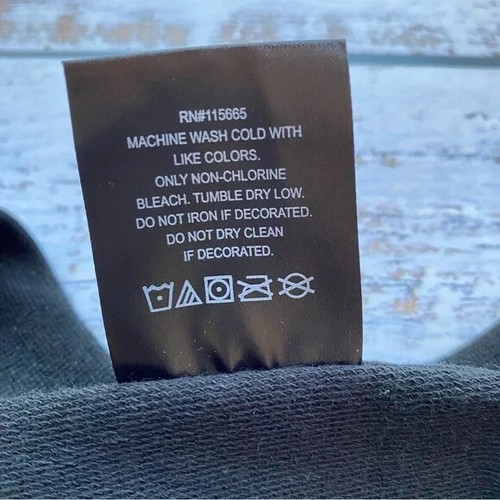 RN#115665
MACHINE WASH COLD WITH
LIKE COLORS.
ONLY NON-CHLORINE
BLEACH. TUMBLE DRY LOW.
DO NOT IRON IF DECORATED.
DO NOT DRY CLEAN
IF DECORATED.